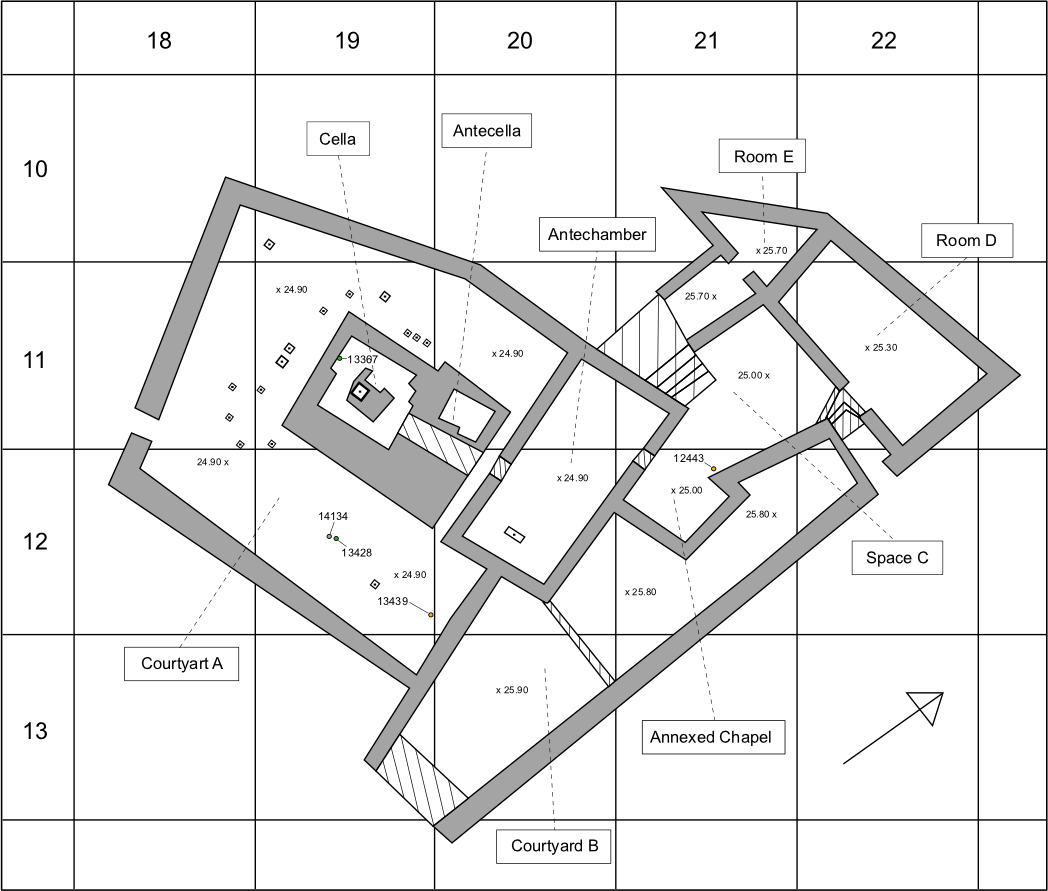 18 19 20 21 22
10
Cella
Antecella
Room E
Antechamber
Room D
x 25.70
11
x 24.90
25.70 x
x 24.90
x 25.30
13367
25.00 x
24.90 x
12443
x 24.90
x 25.00
12
14134
25.80 x
13428
Space C
x 24.90
x 25.80
13439
Courtyart A
x 25.90
13
Annexed Chapel
Courtyard B